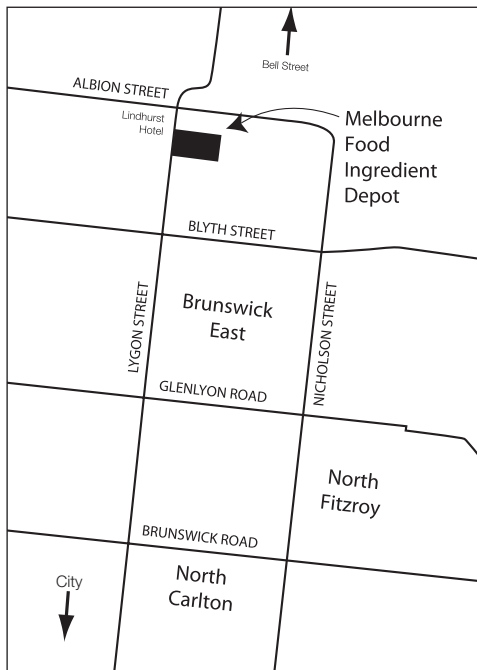 Bell Street
ALBION STREET
Lindhurst
Hotel
Melbourne
Food
Ingredient
Depot
BLYTH STREET
LYGON STREET
Brunswick
East
NICHOLSON STREET
GLENLYON ROAD
North
Fitzroy
BRUNSWICK ROAD
City
North
Carlton